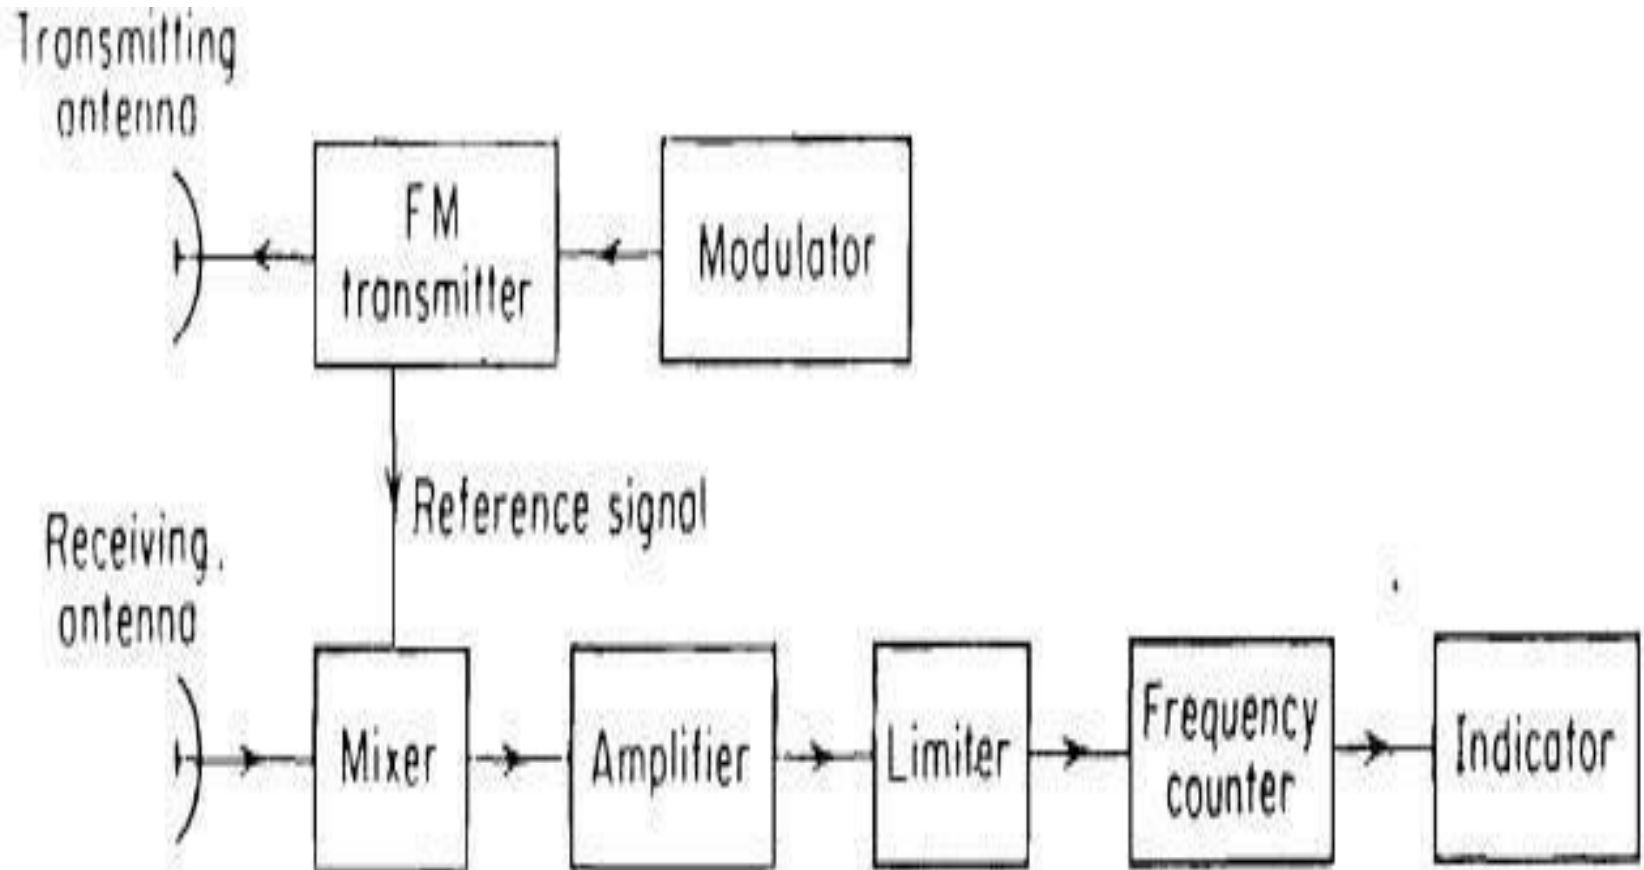 Transmitting
antenna
FM
transmitter
Modulator
Reference signal
Receiving.
antenna
Mixer
Amplifier
Limiter
Frequency
counter
Indicator